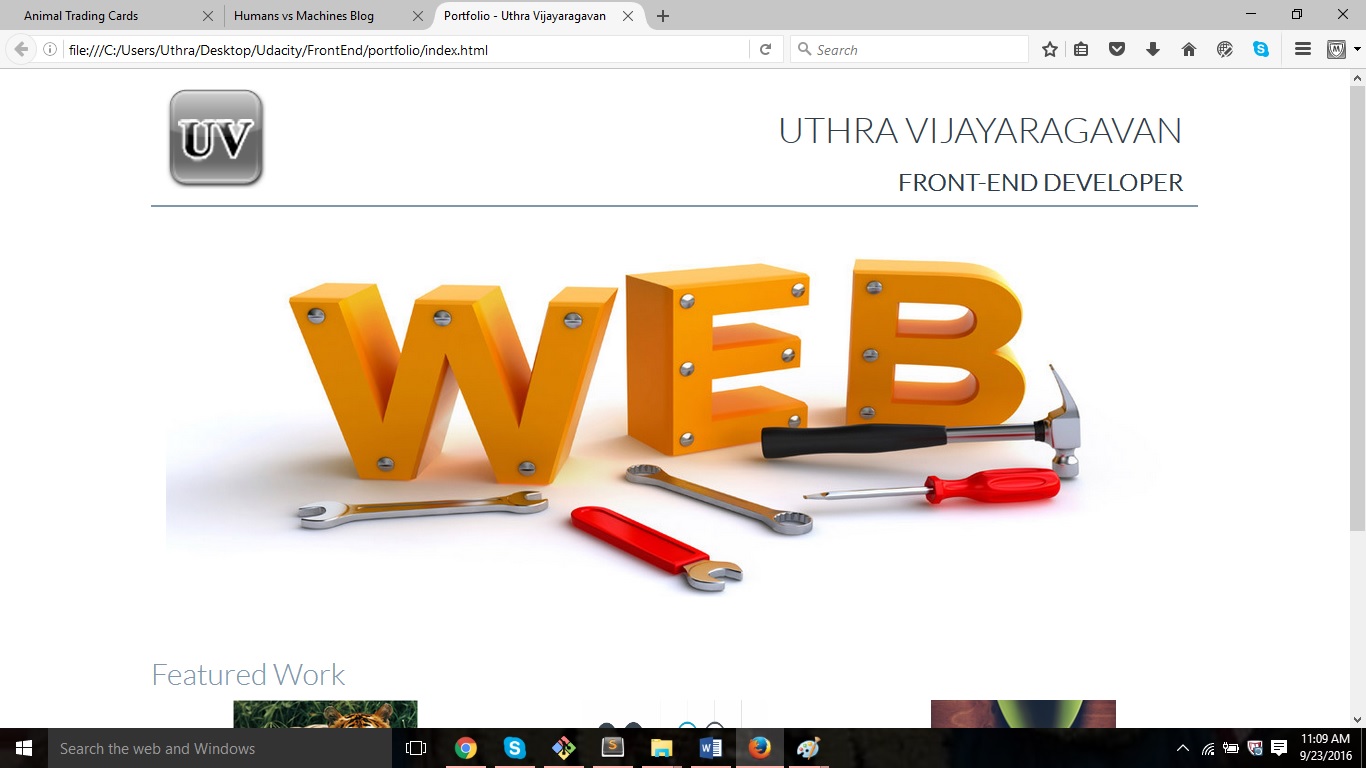 Animal Trading Cards
Humans vs Machines Blog
Portfolio - Uthra Vijayaragavan
file:///C:/Users/Uthra/Desktop/Udacity/FrontEnd/portfolio/index.html
Search
UV
UTHRA VIJAYARAGAVAN
FRONT-END DEVELOPER
WEB
Featured Work
Search the web and Windows
11:09 AM
9/23/2016